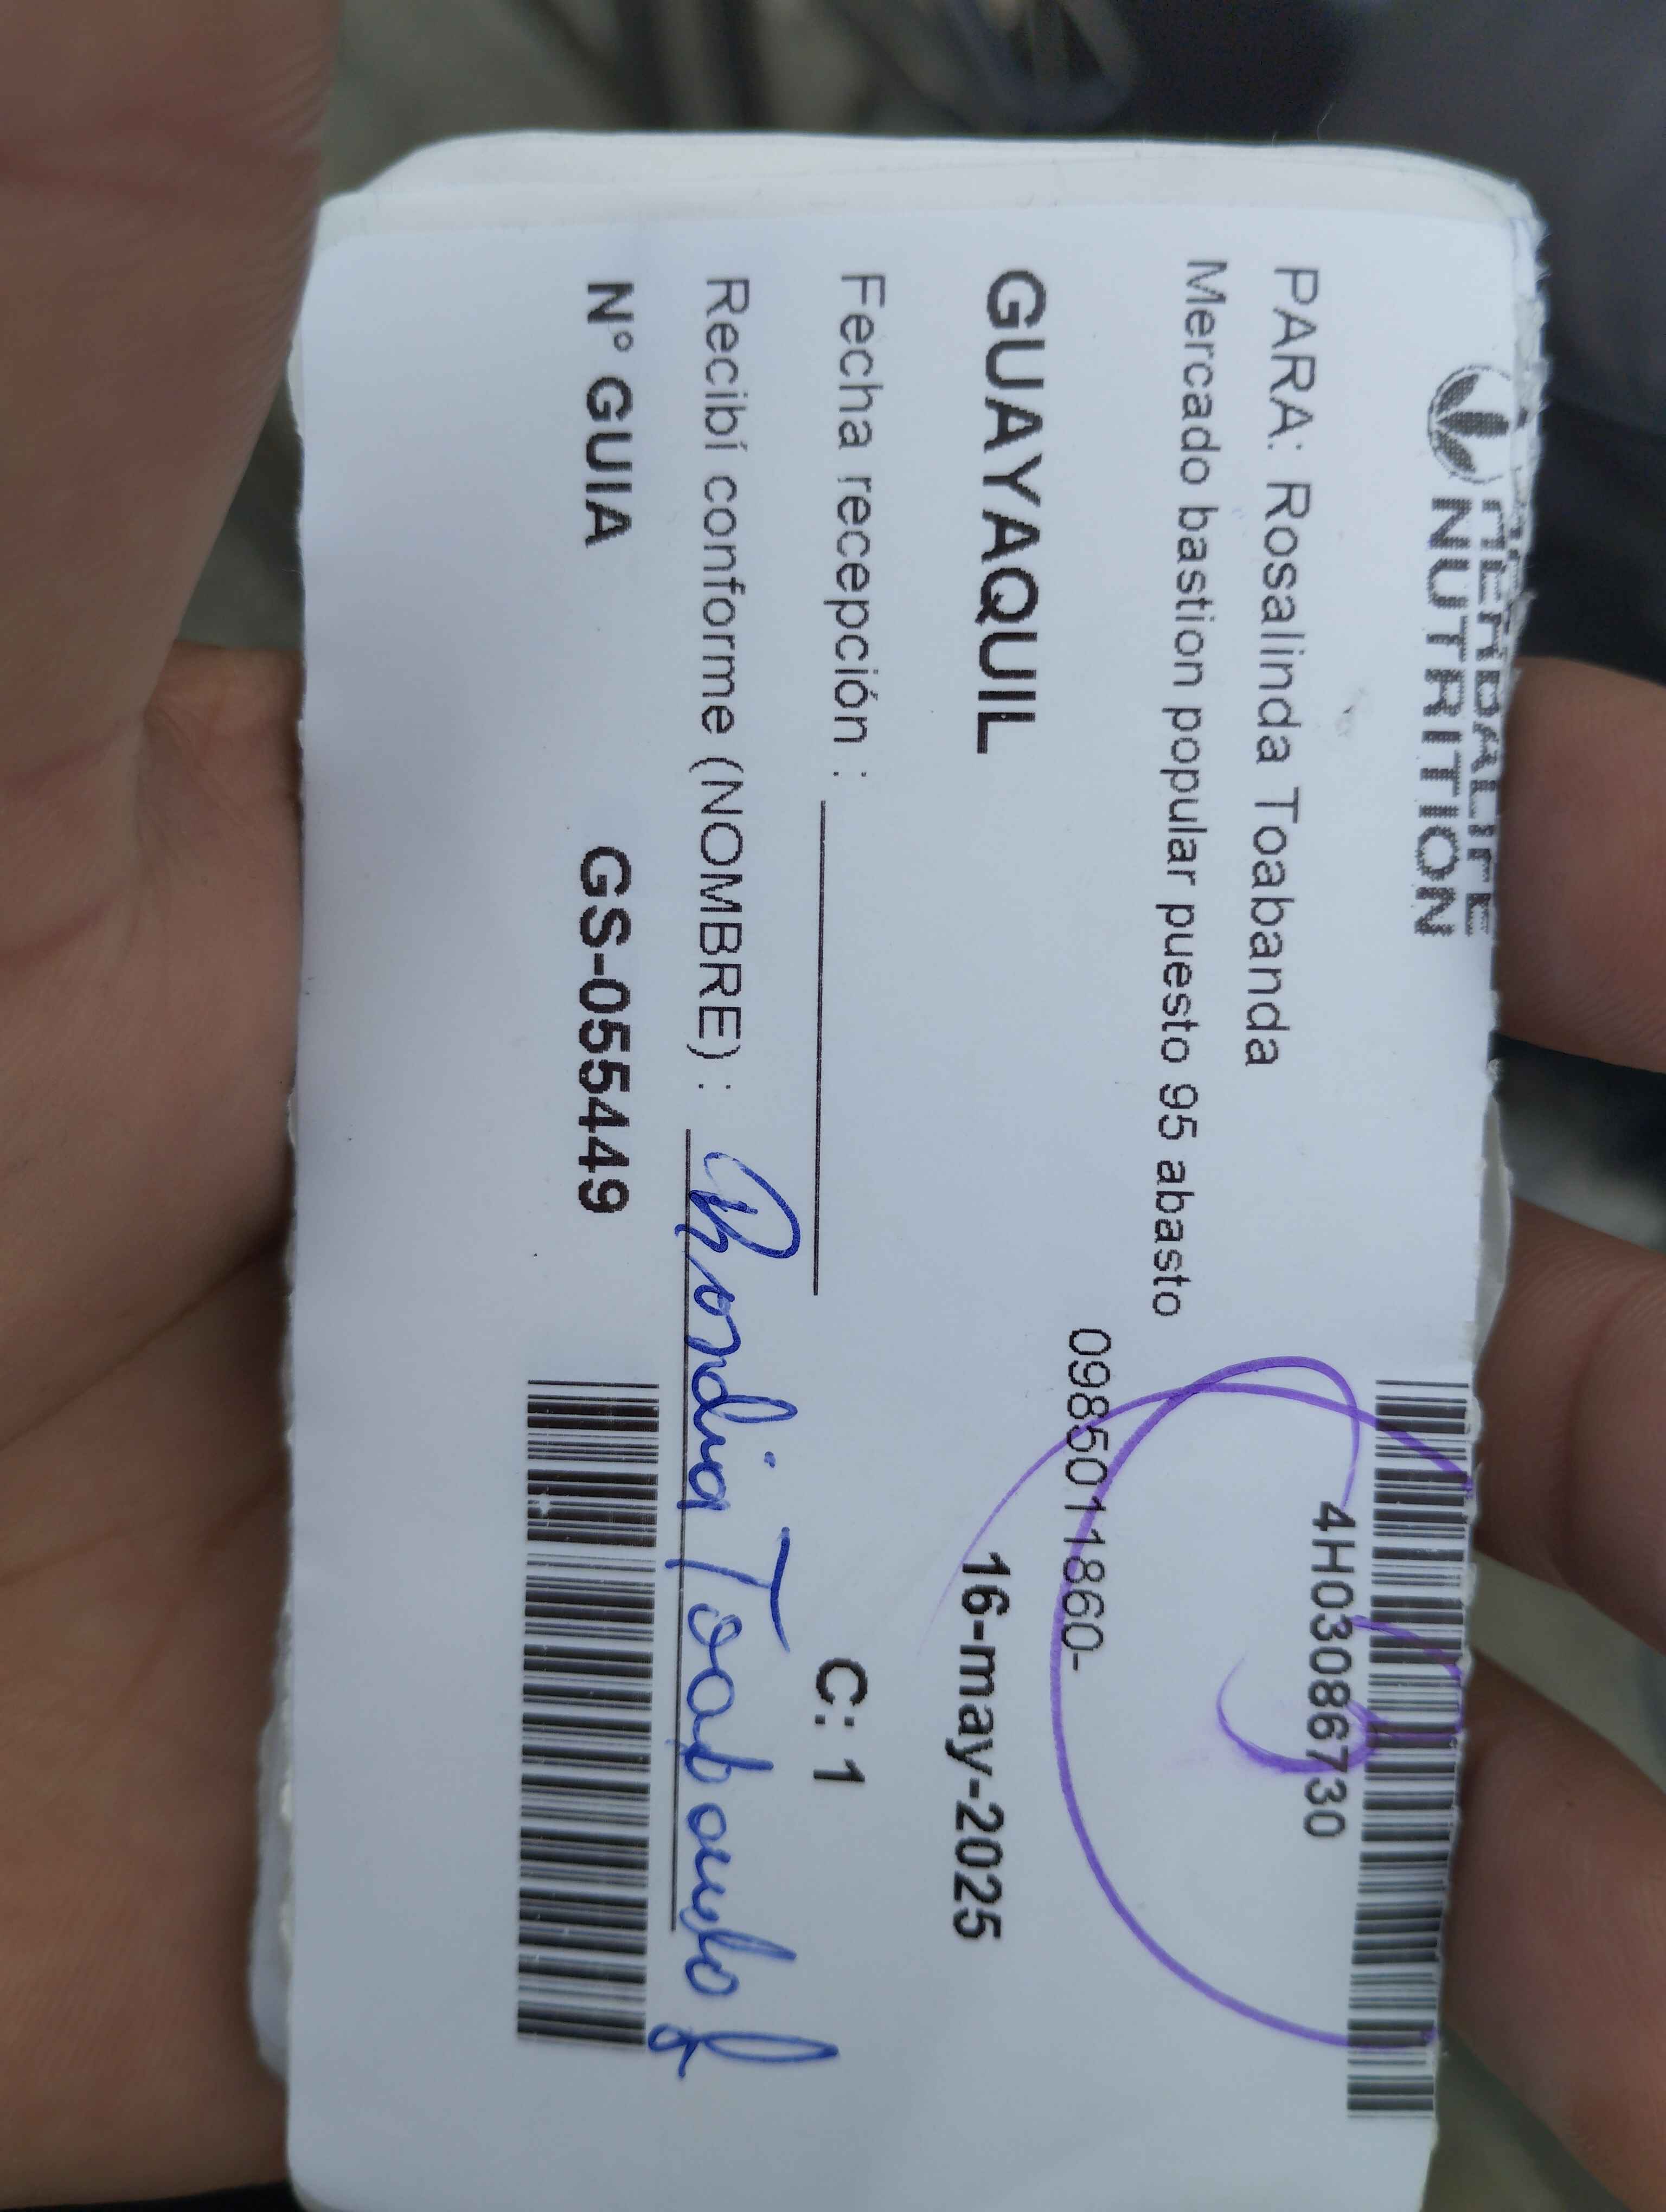 HERBALIFE
NUTRITION
4H03086730
PARA: Rosalinda Toabanda
Mercado bastion popular puesto 95 abasto
0985011860-
GUAYAQUIL
16-may-2025
Fecha recepción :
C: 1
Recibí conforme (NOMBRE) : Toabanda
N° GUIA GS-055449